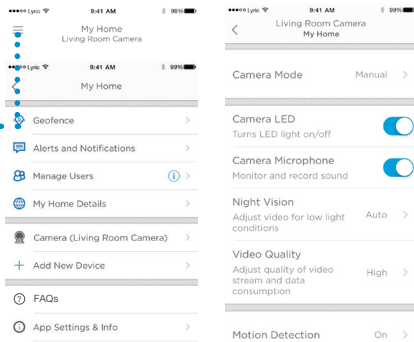 Lyric 9:41 AM 99%
My Home
Living Room Camera
Lyric 9:41 AM 99%
My Home
Geofence
Alerts and Notifications
Manage Users
My Home Details
Camera (Living Room Camera)
Add New Device
FAQs
App Settings & Info
Lyric 9:41 AM 99%
Living Room Camera
My Home
Camera Mode Manual
Camera LED
Turns LED light on/off
Camera Microphone
Monitor and record sound
Night Vision
Adjust video for low light Auto
conditions
Video Quality
Adjust quality of video High
stream and data
consumption
Motion Detection On